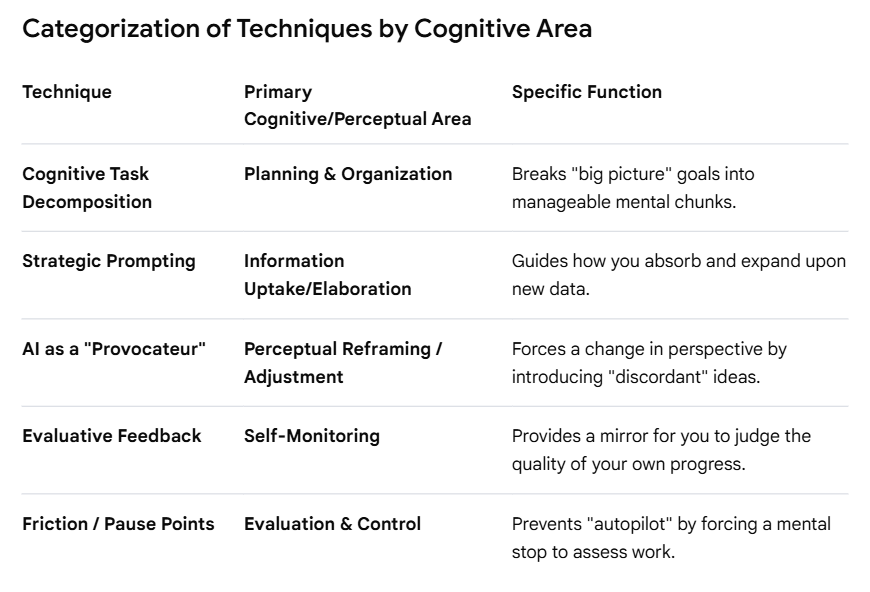 Categorization of Techniques by Cognitive Area
Technique
Primary
Cognitive/Perceptual Area
Specific Function
Cognitive Task
Decomposition
Planning & Organization
Breaks "big picture" goals into
manageable mental chunks.
Strategic Prompting
Information
Uptake/Elaboration
Guides how you absorb and expand upon
new data.
AI as a "Provocateur"
Perceptual Reframing /
Adjustment
Forces a change in perspective by
introducing "discordant" ideas.
Evaluative Feedback
Self-Monitoring
Provides a mirror for you to judge the
quality of your own progress.
Friction / Pause Points
Evaluation & Control
Prevents "autopilot" by forcing a mental
stop to assess work.